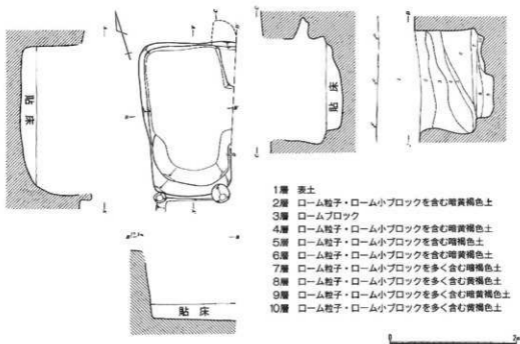 貼床
貼床
貼床
1層 表土
2層 ローム粒子・ローム小ブロックを含む暗黄褐色土
3層 ロームブロック
4層 ローム粒子・ローム小ブロックを含む暗黄褐色土
5層 ローム粒子・ローム小ブロックを含む暗褐色土
6層 ローム粒子・ローム小ブロックを含む暗黄褐色土
7層 ローム粒子・ローム小ブロックを多く含む暗褐色土
8層 ローム粒子・ローム小ブロックを多く含む黄褐色土
9層 ローム粒子・ローム小ブロックを多く含む暗黄褐色土
10層 ローム粒子・ローム小ブロックを多く含む黄褐色土
0